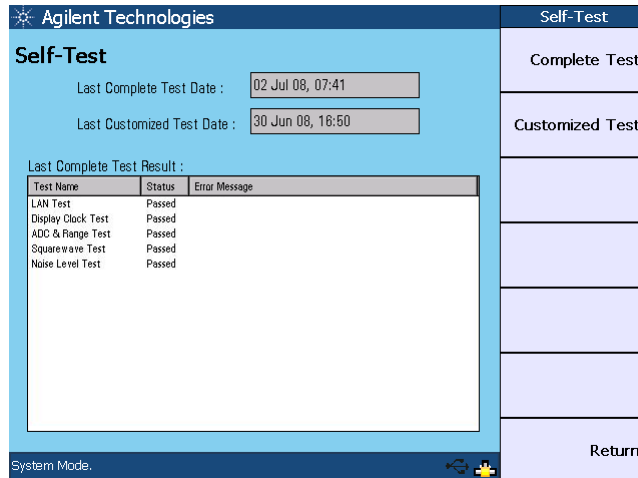 Agilent Technologies
Self-Test
Self-Test
Complete Test
Last Complete Test Date :
02 Jul 08, 07:41
Last Customized Test Date :
30 Jun 08, 16:50
Customized Test
Last Complete Test Result :
Test Name Status Error Message
LAN Test Passed
Display Clock Test Passed
ADC & Range Test Passed
Squarewave Test Passed
Noise Level Test Passed
Return
System Mode.